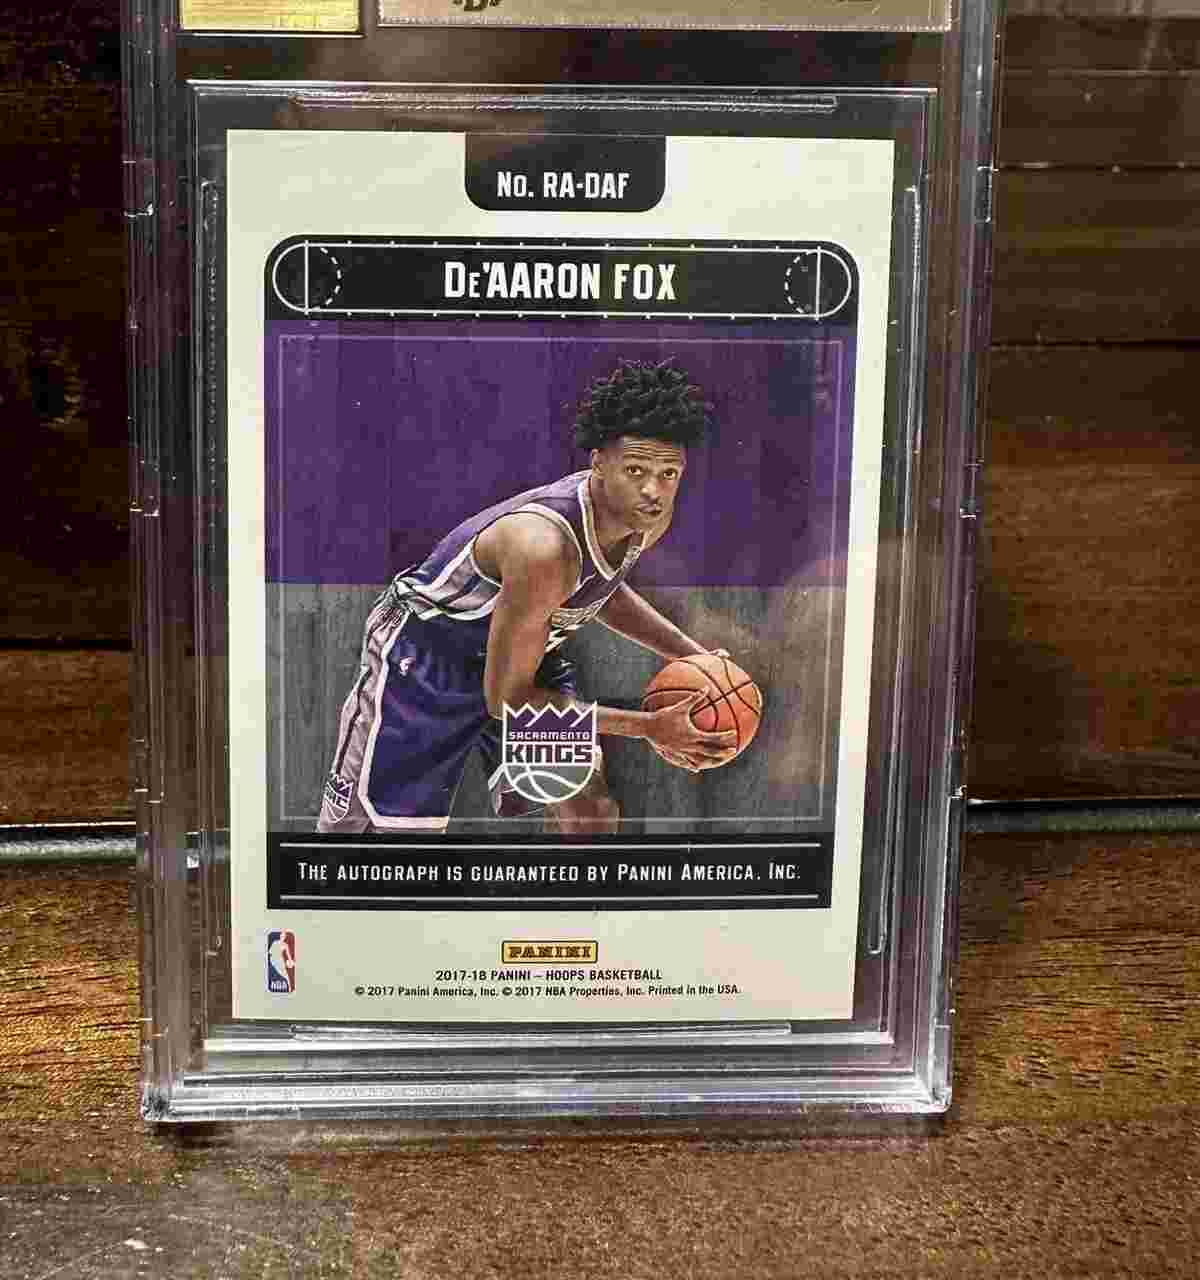 No. RA-DAF
De'Aaron Fox
SACRAMENTO
KINGS
The autograph is guaranteed by Panini America, Inc.
NBA
PANINI
2017-18 PANINI – HOOPS BASKETBALL
© 2017 Panini America, Inc. © 2017 NBA Properties, Inc. Printed in the USA.